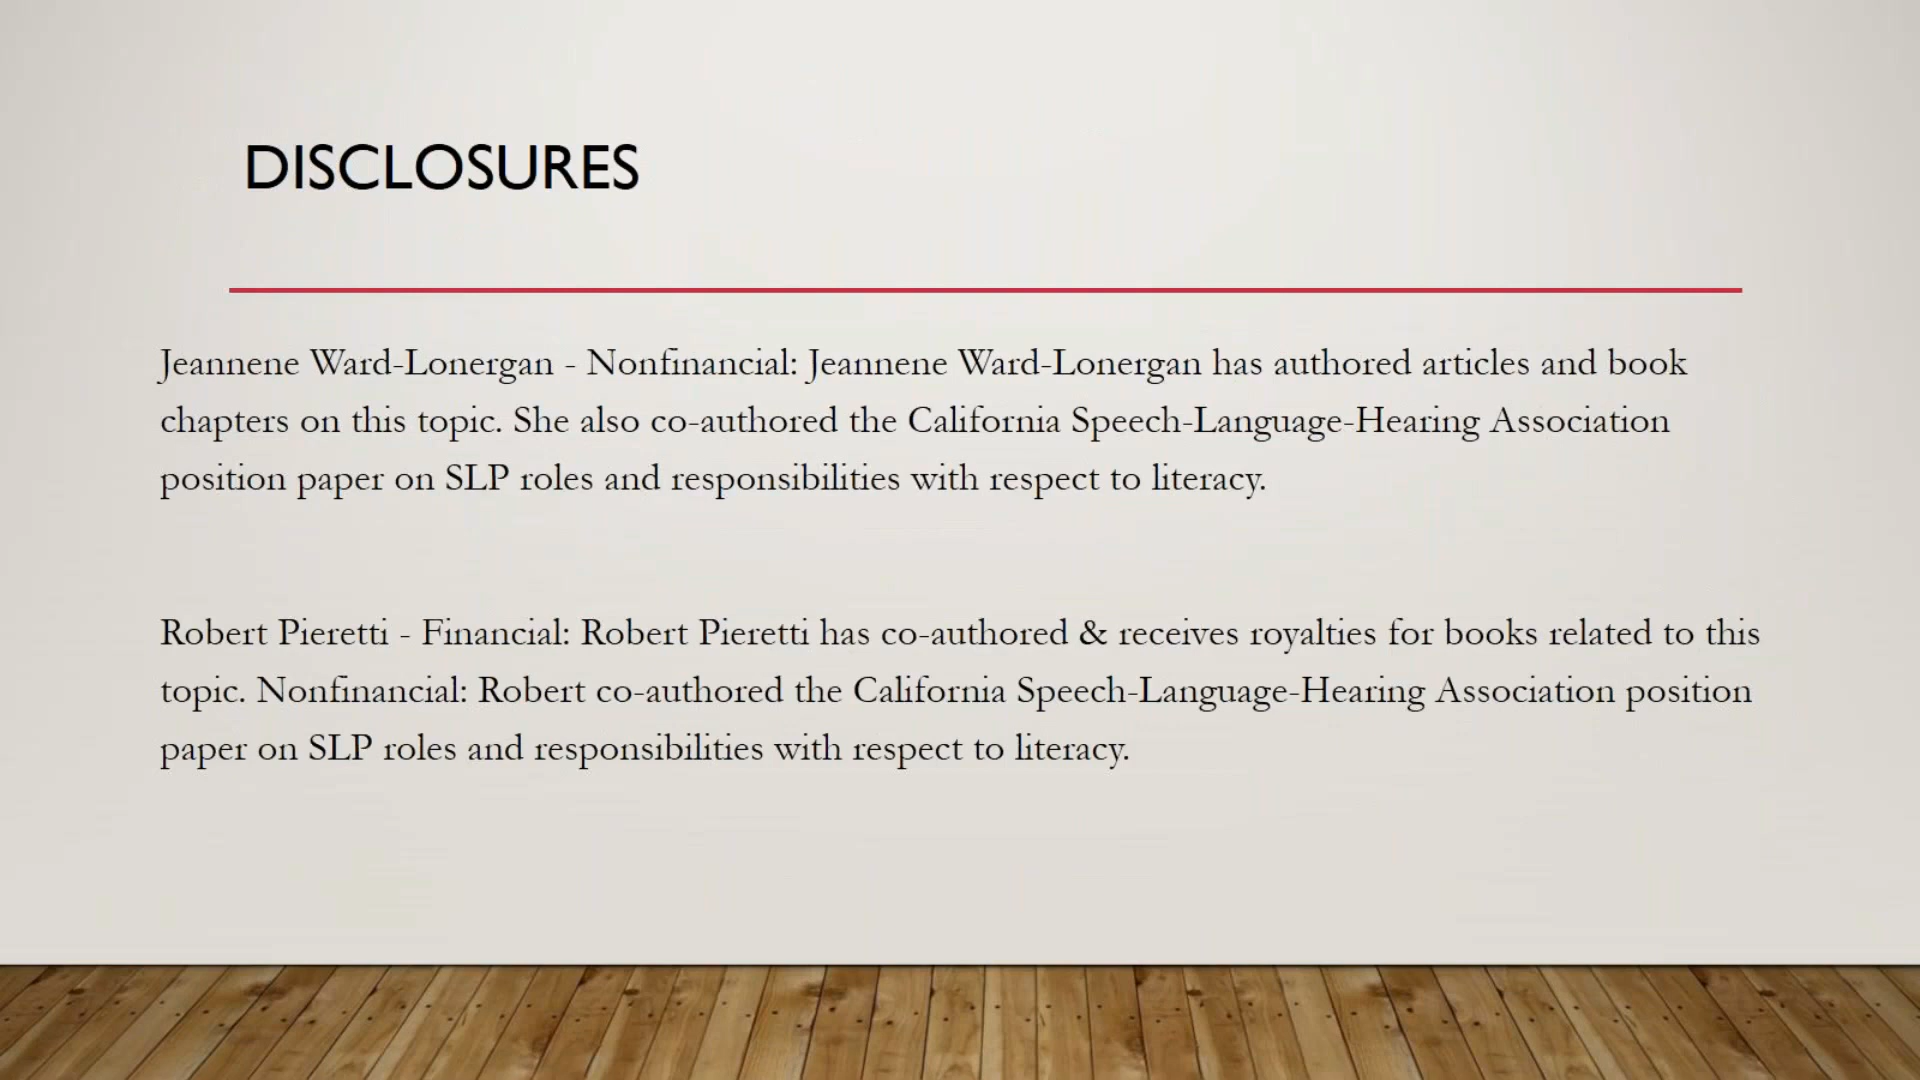 DISCLOSURES
Jeannene Ward-Lonergan - Nonfinancial: Jeannene Ward-Lonergan has authored articles and book
chapters on this topic. She also co-authored the California Speech-Language-Hearing Association
position paper on SLP roles and responsibilities with respect to literacy.
Robert Pieretti - Financial: Robert Pieretti has co-authored & receives royalties for books related to this
topic. Nonfinancial: Robert co-authored the California Speech-Language-Hearing Association position
paper on SLP roles and responsibilities with respect to literacy.